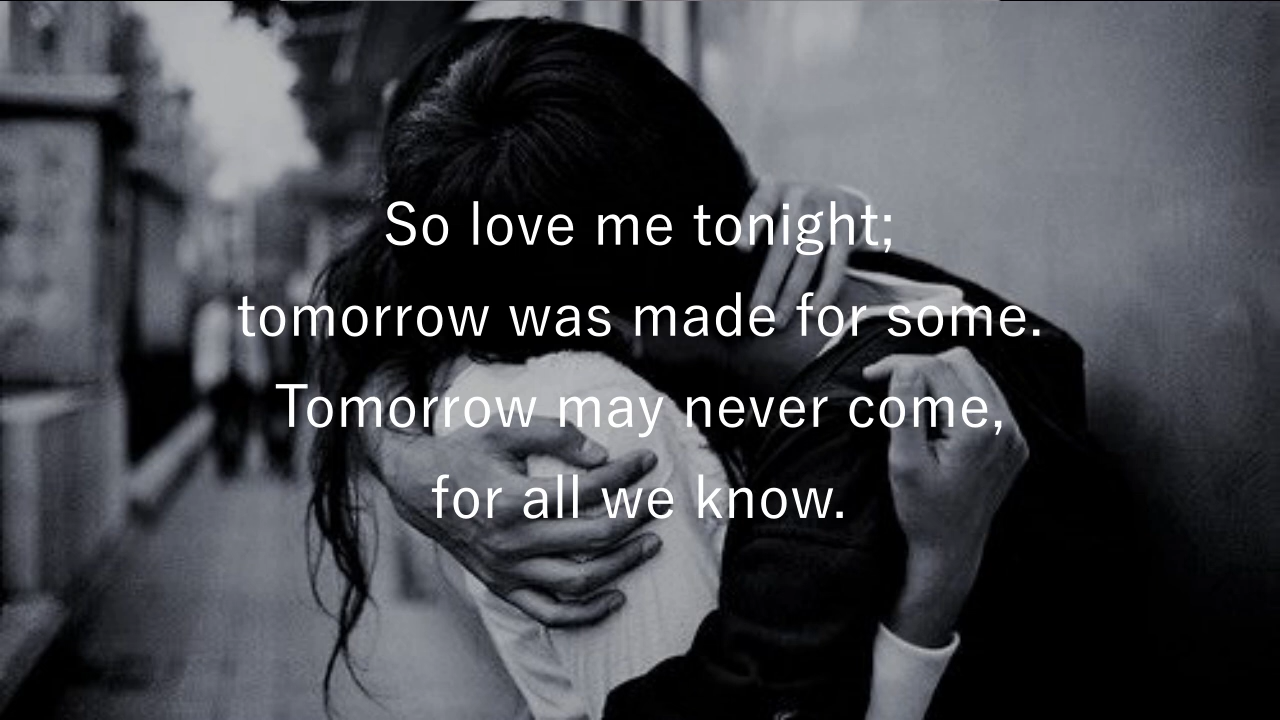 So love me tonight;
tomorrow was made for some.
Tomorrow may never come,
for all we know.